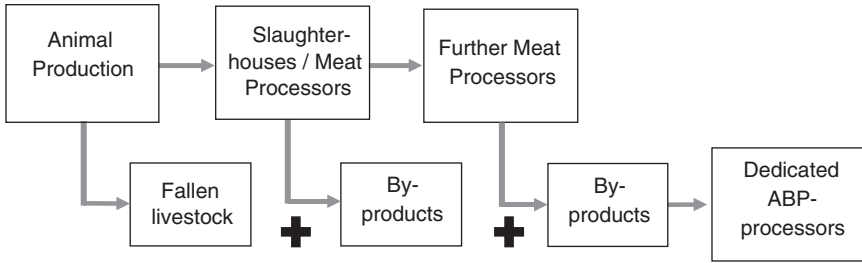 Animal
Production
Slaughter-
houses / Meat
Processors
Further Meat
Processors
Fallen
livestock
By-
products
By-
products
Dedicated
ABP-
processors